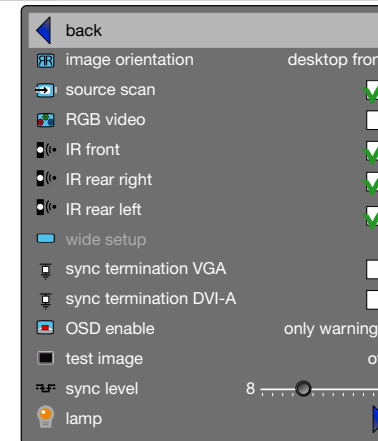 back
image orientation desktop fron
source scan
RGB video
IR front
IR rear right
IR rear left
wide setup
sync termination VGA
sync termination DVI-A
OSD enable only warning
test image o
sync level 8
lamp